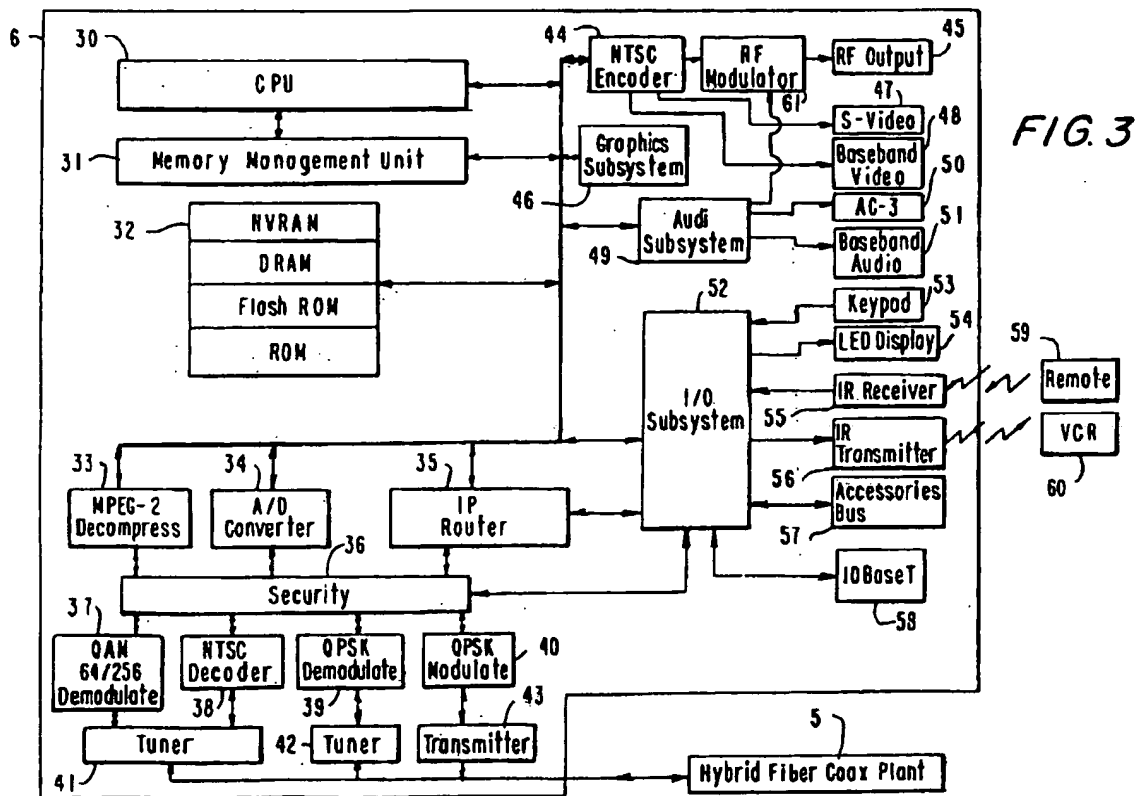 6
30
CPU
31
Memory Management Unit
32
NVRAM
DRAM
Flash ROM
ROM
44
NTSC
Encoder
RF
Modulator
61
45
RF Output
47
S-Video
48
Baseband
Video
50
AC-3
51
Baseband
Audio
FIG. 3
Graphics
Subsystem
46
Audi
Subsystem
49
52
I/O
Subsystem
53
Keypad
54
LED Display
59
Remote
IR Receiver
55
IR
Transmitter
56
VCR
60
Accessories
Bus
57
10BaseT
58
33
MPEG-2
Decompress
34
A/D
Converter
35
IP
Router
36
Security
37
QAM
64/256
Demodulate
NTSC
Decoder
38
QPSK
Demodulate
39
QPSK
Modulate
40
43
Tuner
41
42
Tuner
Transmitter
5
Hybrid Fiber Coax Plant